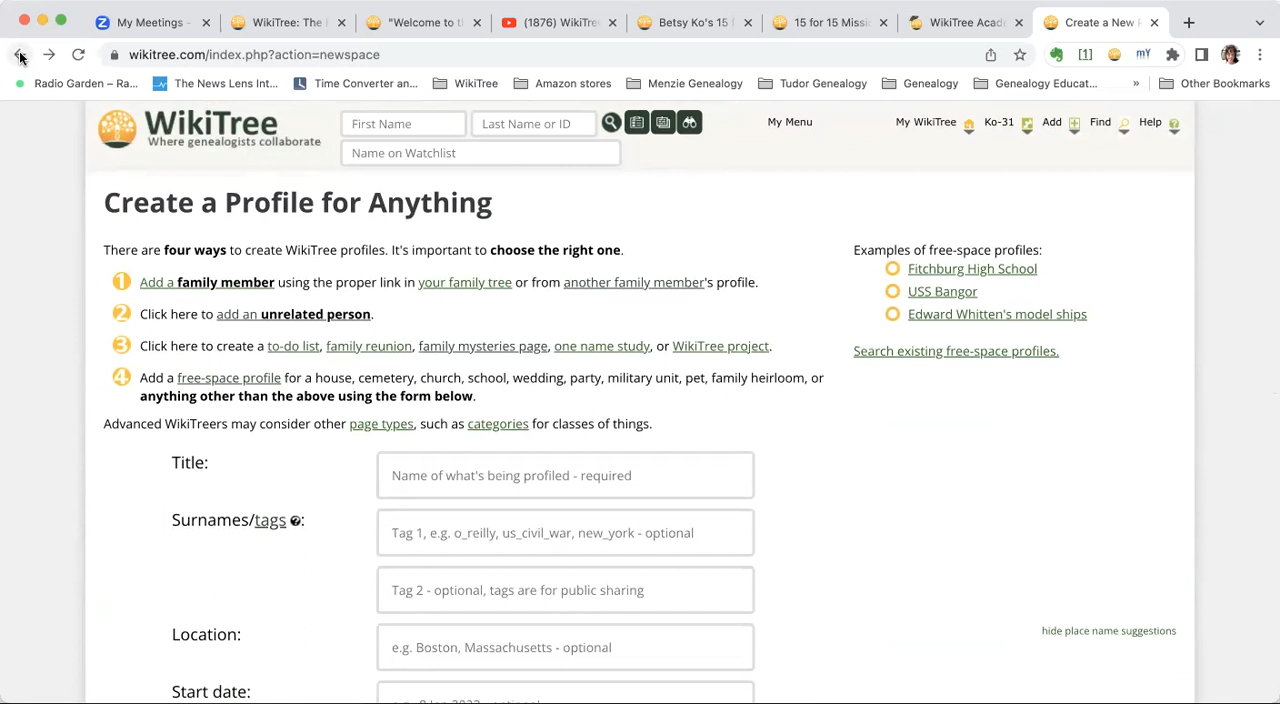 My Meetings -
WikiTree: The
"Welcome to t
(1876) WikiTre
Betsy Ko's 15
15 for 15 Missi
WikiTree Acad
Create a New
wikitree.com/index.php?action=newspace
[1]
mY
Radio Garden – Ra...
The News Lens Int...
Time Converter an...
WikiTree
Amazon stores
Menzie Genealogy
Tudor Genealogy
Genealogy
Genealogy Educat...
»
Other Bookmarks
WikiTree
Where genealogists collaborate
First Name
Last Name or ID
Name on Watchlist
My Menu
My WikiTree
Ko-31
Add
Find
Help
Create a Profile for Anything
There are four ways to create WikiTree profiles. It's important to choose the right one.
1 Add a family member using the proper link in your family tree or from another family member's profile.
2 Click here to add an unrelated person.
3 Click here to create a to-do list, family reunion, family mysteries page, one name study, or WikiTree project.
4 Add a free-space profile for a house, cemetery, church, school, wedding, party, military unit, pet, family heirloom, or
anything other than the above using the form below.
Advanced WikiTreers may consider other page types, such as categories for classes of things.
Examples of free-space profiles:
Fitchburg High School
USS Bangor
Edward Whitten's model ships
Search existing free-space profiles.
Title:
Name of what's being profiled - required
Surnames/tags ?:
Tag 1, e.g. o_reilly, us_civil_war, new_york - optional
Tag 2 - optional, tags are for public sharing
Location:
e.g. Boston, Massachusetts - optional
hide place name suggestions
Start date: